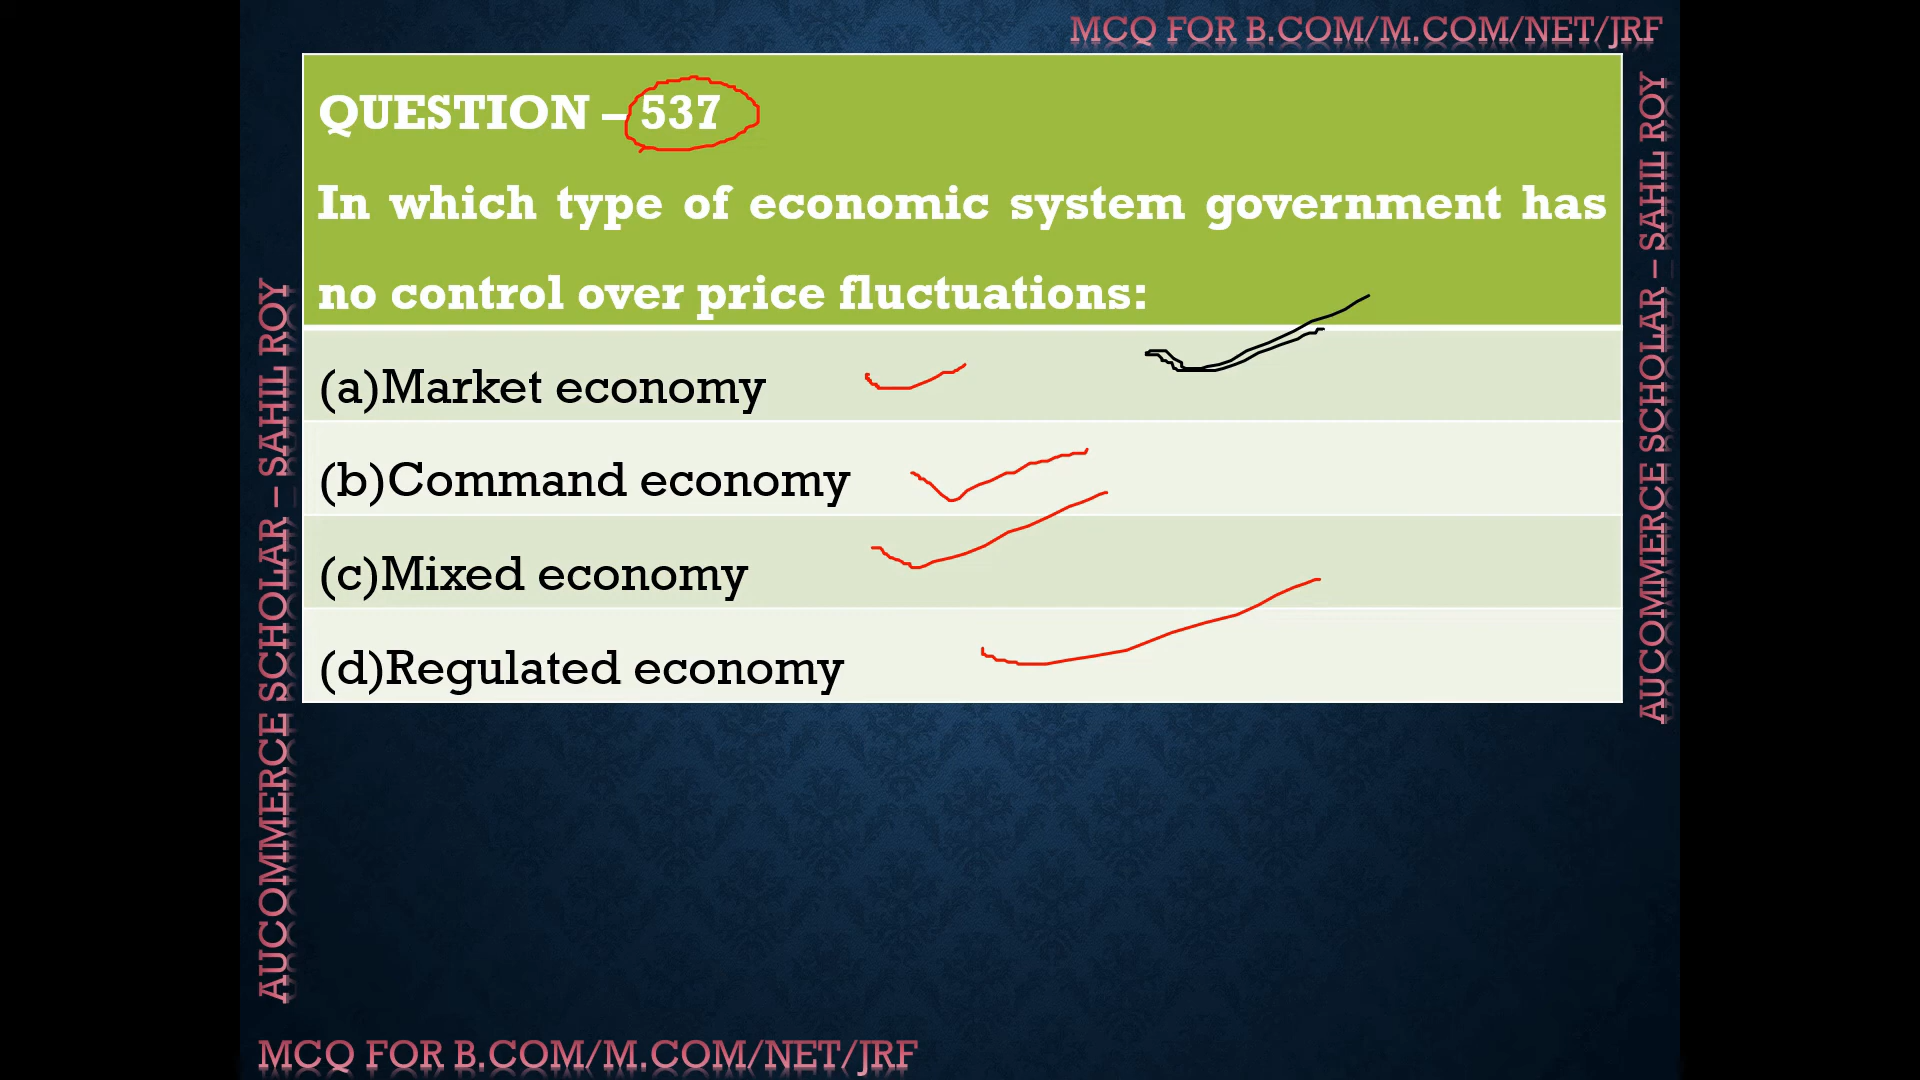 MCQ FOR B.COM/M.COM/NET/JRF
QUESTION – 537
In which type of economic system government has
no control over price fluctuations:
(a)Market economy
(b)Command economy
(c)Mixed economy
(d)Regulated economy
AUCOMMERCE SCHOLAR – SAHIL ROY
AUCOMMERCE SCHOLAR – SAHIL ROY
MCQ FOR B.COM/M.COM/NET/JRF